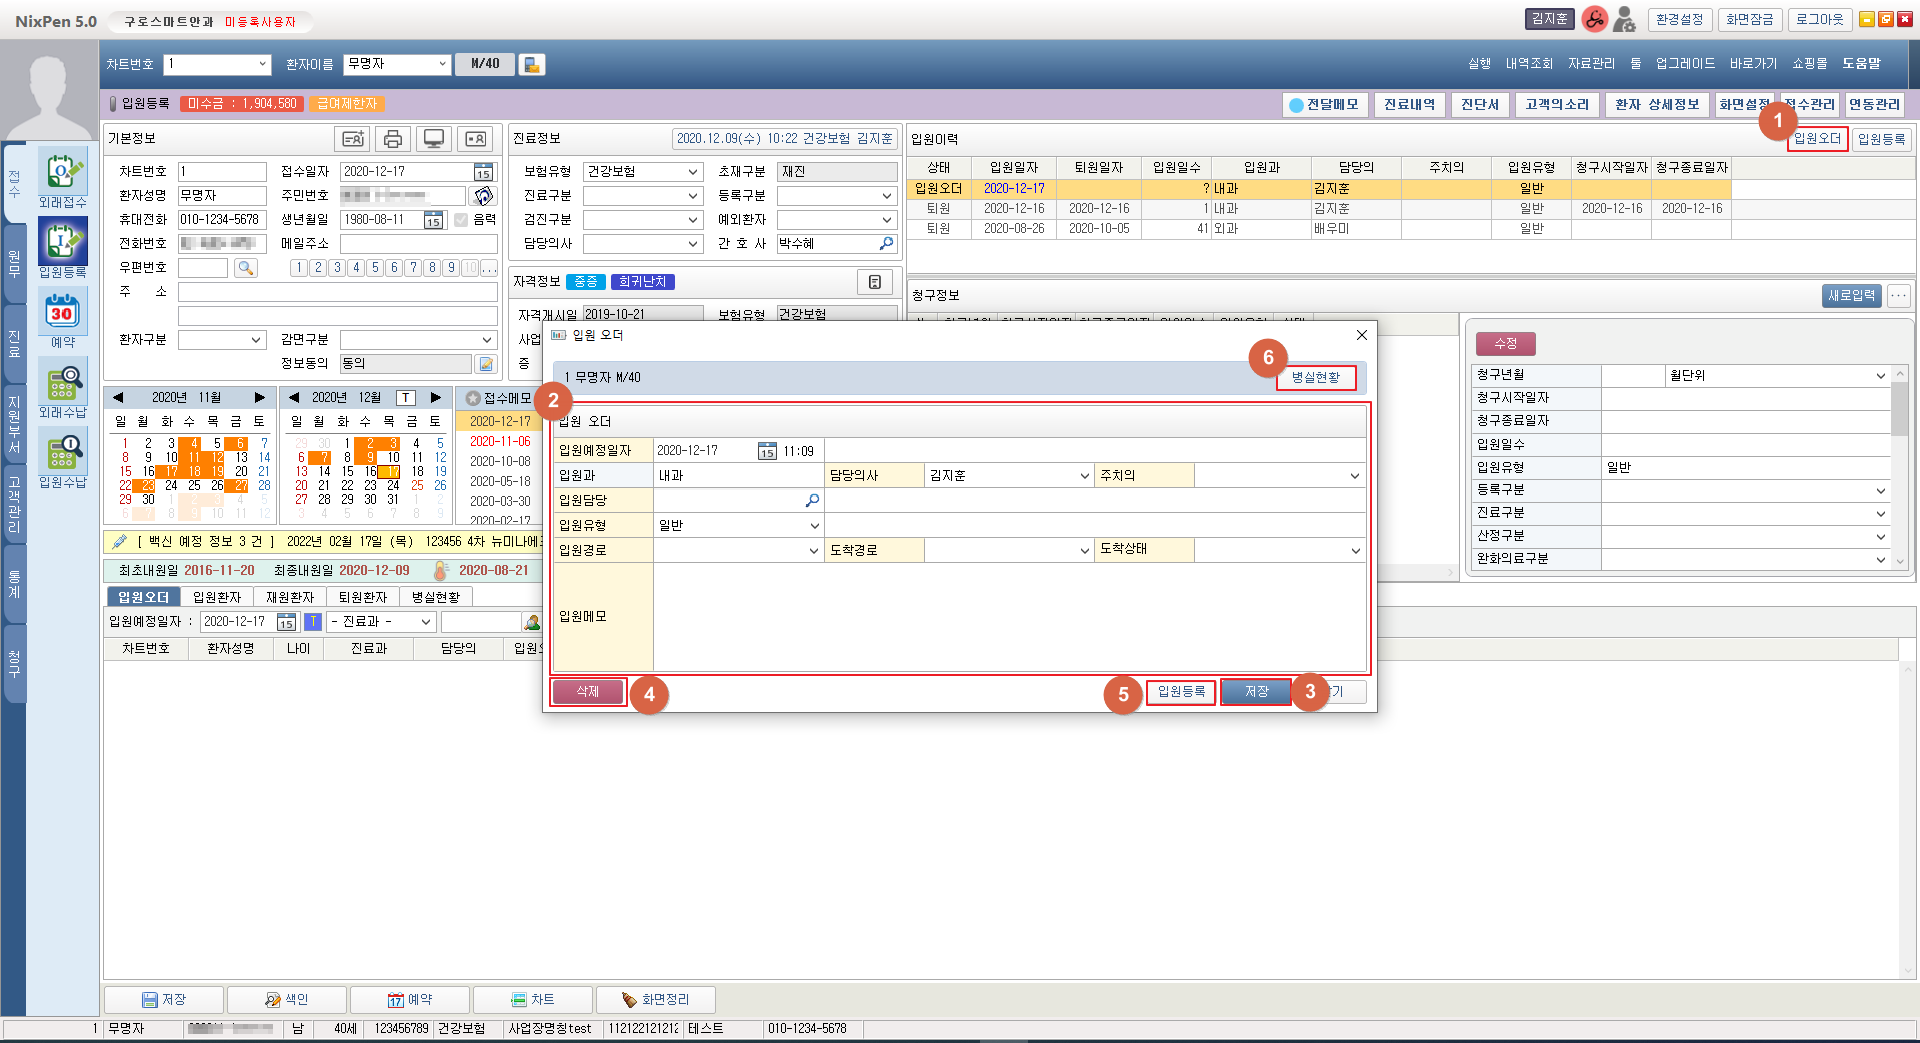 NixPen 5.0 구로스마트안과 미등록사용자 김지훈 환경설정 화면잠금 로그아웃
차트번호 1 환자이름 무명자 M/40 실행 내역조회 자료관리 툴 업그레이드 바로가기 쇼핑몰 도움말
입원등록 미수금 : 1,904,580 급여제한자 전달메모 진료내역 진단서 고객의소리 환자 상세정보 화면설정 접수관리 연동관리
접수
원무
진료
지원부서
고객관리
통계
청구
외래접수
입원등록
30
예약
외래수납
입원수납
기본정보
차트번호 1 접수일자 2020-12-17 15
환자성명 무명자 주민번호
휴대전화 010-1234-5678 생년월일 1980-08-11 15 음력
전화번호 메일주소
우편번호 1 2 3 4 5 6 7 8 9 10 ...
주 소
환자구분 감면구분
정보동의 동의
진료정보 2020.12.09(수) 10:22 건강보험 김지훈
보험유형 건강보험 초재구분 재진
진료구분 등록구분
검진구분 예외환자
담당의사 간 호 사 박수혜
자격정보 중증 희귀난치
자격개시일 2019-10-21 보험유형 건강보험
사업
증
입원이력 1 입원오더 입원등록
상태 입원일자 퇴원일자 입원일수 입원과 담당의 주치의 입원유형 청구시작일자 청구종료일자
입원오더 2020-12-17 ? 내과 김지훈 일반
퇴원 2020-12-16 2020-12-16 1 내과 김지훈 일반 2020-12-16 2020-12-16
퇴원 2020-08-26 2020-10-05 41 외과 배우미 일반
청구정보 새로입력 ...
수정
청구년월 월단위
청구시작일자
청구종료일자
입원일수
입원유형 일반
등록구분
진료구분
산정구분
완화의료구분
2020년 11월
일 월 화 수 목 금 토
1 2 3 4 5 6 7
8 9 10 11 12 13 14
15 16 17 18 19 20 21
22 23 24 25 26 27 28
29 30 1 2 3 4 5
6 7 8 9 10 11 12
2020년 12월 T
일 월 화 수 목 금 토
29 30 1 2 3 4 5
6 7 8 9 10 11 12
13 14 15 16 17 18 19
20 21 22 23 24 25 26
27 28 29 30 31 1 2
3 4 5 6 7 8 9
접수메모
2020-12-17
2020-11-06
2020-10-08
2020-05-18
2020-03-30
2020-02-17
[ 백신 예정 정보 3 건 ] 2022년 02월 17일 (목) 123456 4차 뉴미나에
최초내원일 2016-11-20 최종내원일 2020-12-09 2020-08-21
입원오더 입원환자 재원환자 퇴원환자 병실현황
입원예정일자 : 2020-12-17 15 T - 진료과 -
차트번호 환자성명 나이 진료과 담당의
입원 오더
6
1 무명자 M/40 병실현황
2
입원 오더
입원예정일자 2020-12-17 15 11:09
입원과 내과 담당의사 김지훈 주치의
입원담당
입원유형 일반
입원경로 도착경로 도착상태
입원메모
삭제 4 5 입원등록 저장 3 기
저장 색인 17 예약 차트 화면정리
1 무명자 남 40세 123456789 건강보험 사업장명칭test 112122121212 테스트 010-1234-5678